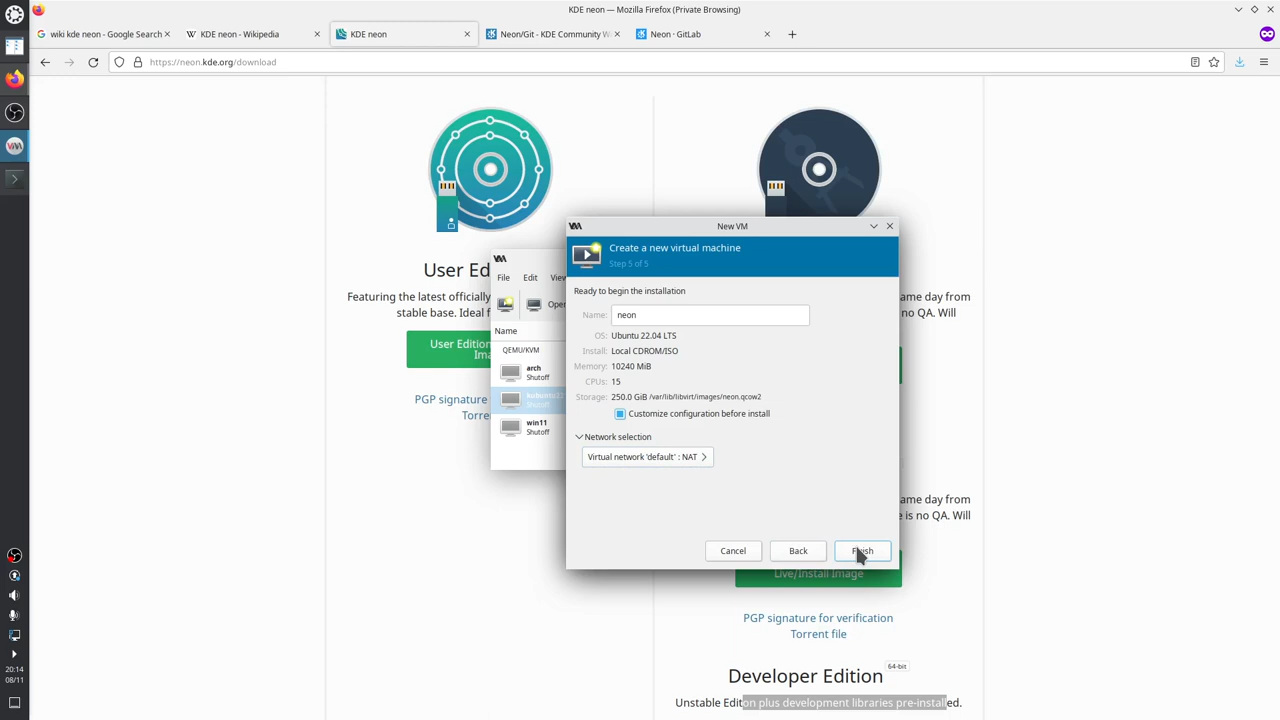 KDE neon — Mozilla Firefox (Private Browsing)
wiki kde neon - Google Search
KDE neon - Wikipedia
KDE neon
Neon/Git - KDE Community W
Neon · GitLab
https://neon.kde.org/download
User Ed
Featuring the latest officially
stable base. Ideal f
User Edition
Ima
PGP signature
Torre
File
Edit
View
Open
Name
QEMU/KVM
arch
Shutoff
Shutoff
win11
Shutoff
New VM
Create a new virtual machine
Step 5 of 5
Ready to begin the installation
Name: neon
OS: Ubuntu 22.04 LTS
Install: Local CDROM/ISO
Memory: 10240 MiB
CPUs: 15
Storage: 250.0 GiB /var/lib/libvirt/images/neon.qcow2
Customize configuration before install
Network selection
Virtual network 'default' : NAT
Cancel
Back
Finish
ame day from
no QA. Will
ame day from
e is no QA. Will
Live/Install Image
PGP signature for verification
Torrent file
Developer Edition
64-bit
Unstable Edition plus development libraries pre-installed.
20:14
08/11